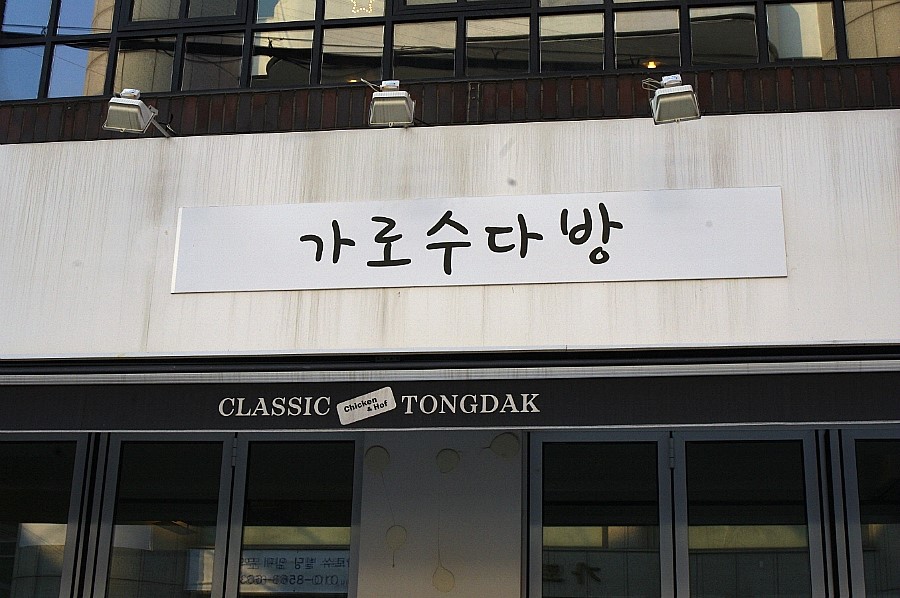 가로수다방
CLASSIC Chicken & Hof TONGDAK